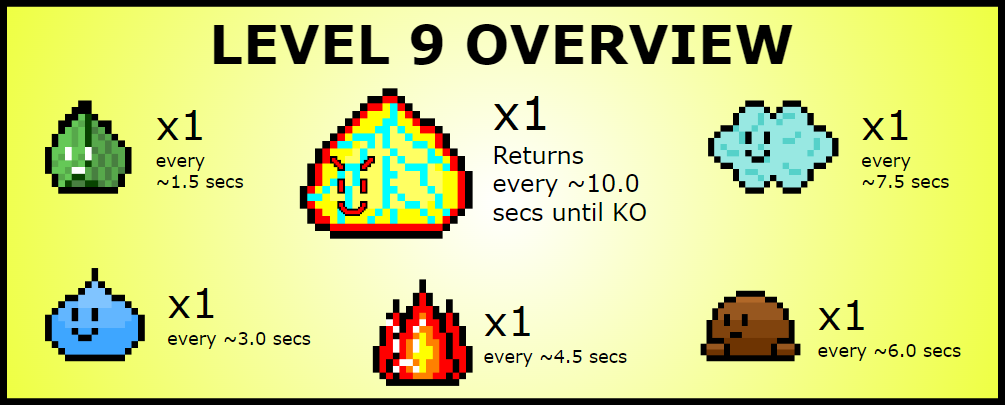 LEVEL 9 OVERVIEW
x1
every
~1.5 secs
x1
Returns
every ~10.0
secs until KO
x1
every
~7.5 secs
x1
every ~3.0 secs
x1
every ~4.5 secs
x1
every ~6.0 secs